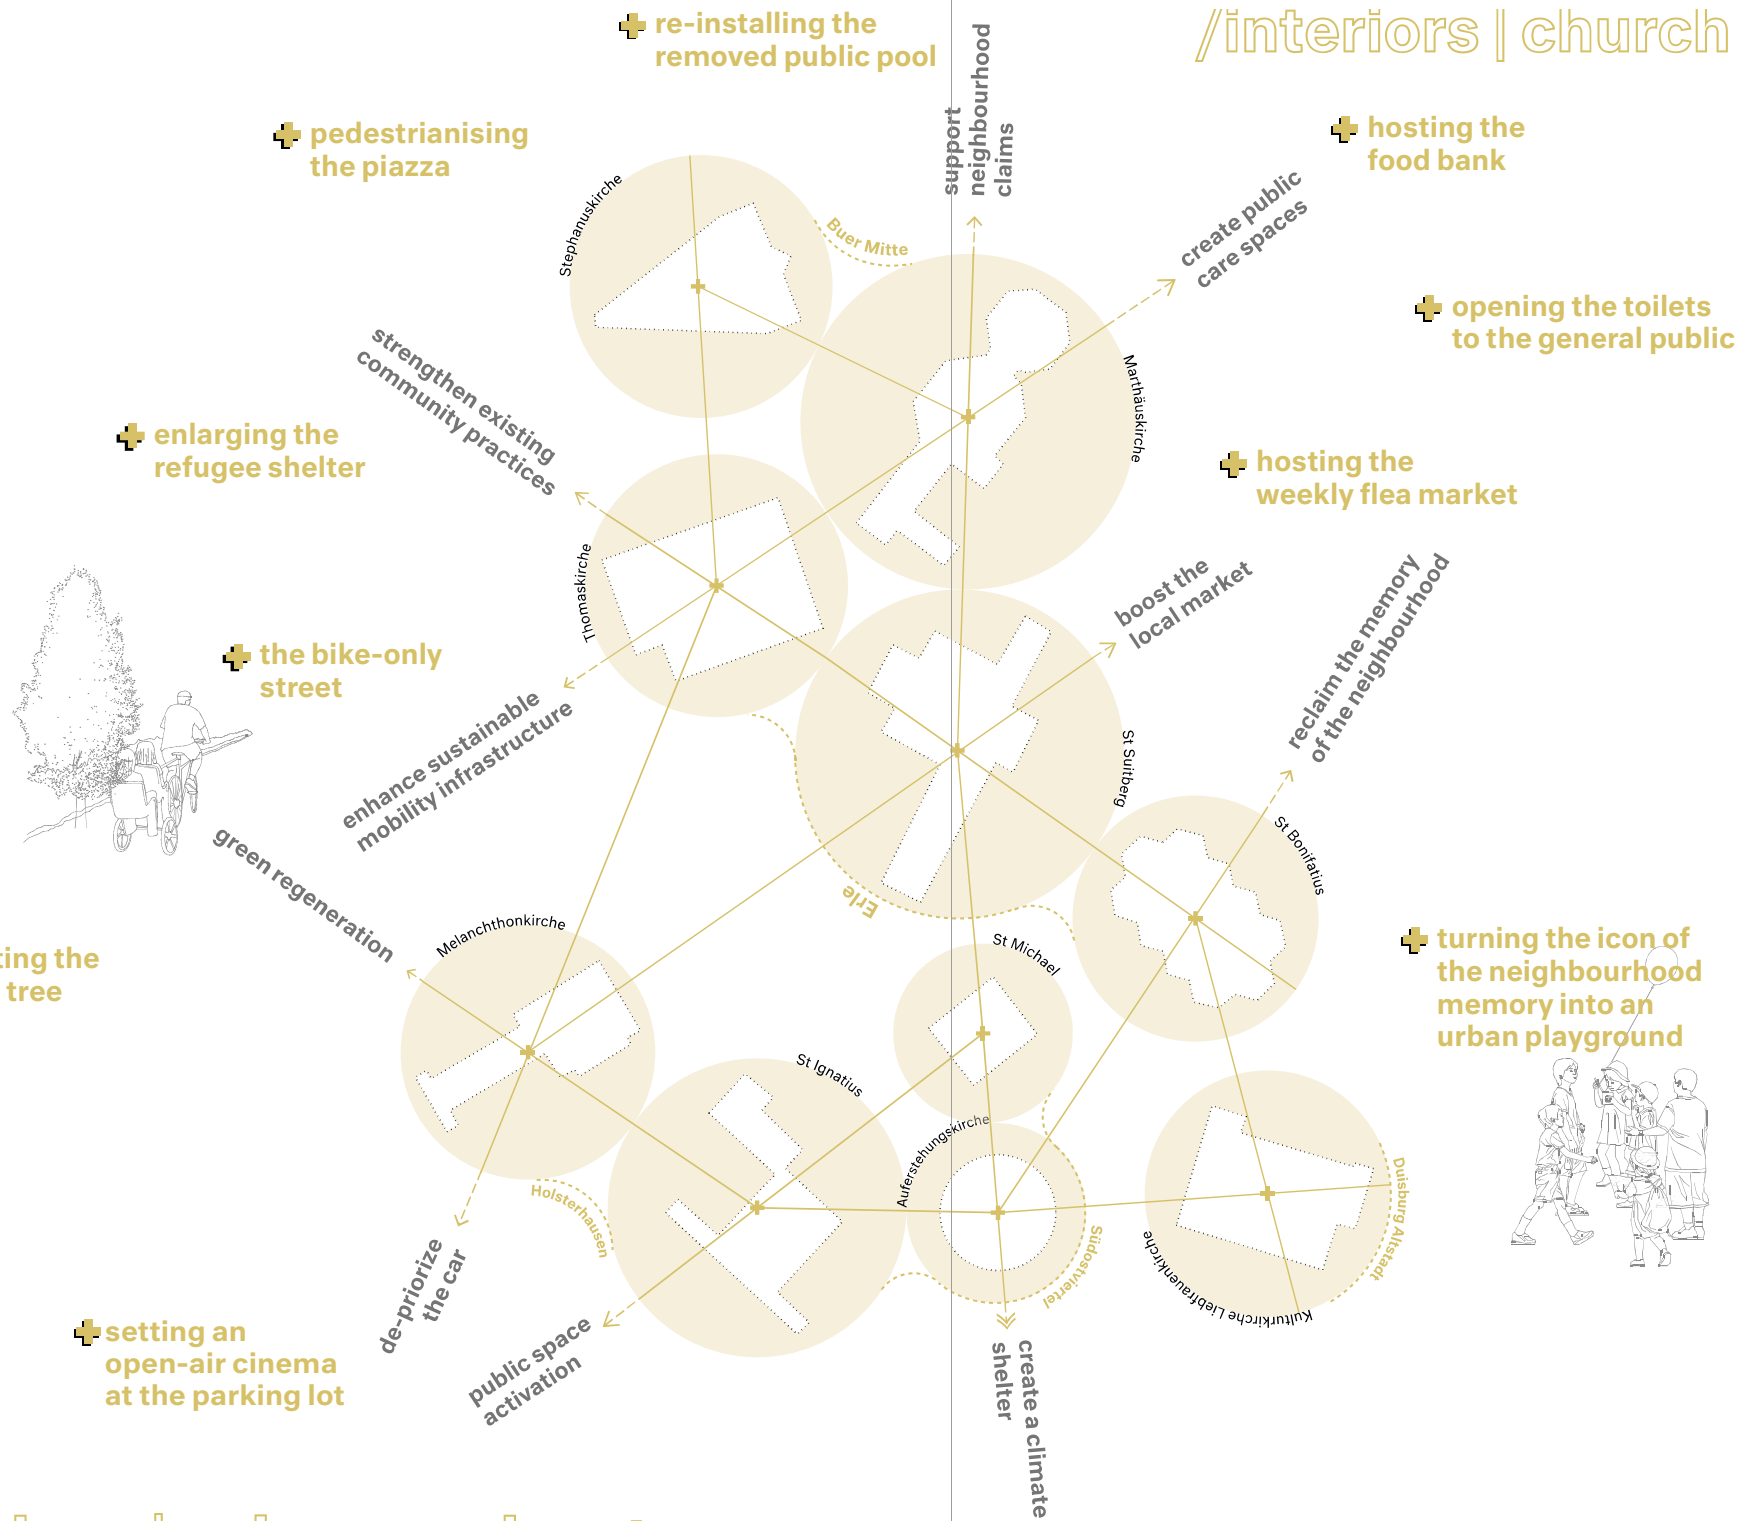 re-installing the
removed public pool
/interiors | church
support
neighbourhood
claims
pedestrianising
the piazza
hosting the
food bank
Stephanuskirche
Buer Mitte
create public
care spaces
opening the toilets
to the general public
strengthen existing
community practices
Marthäuskirche
enlarging the
refugee shelter
hosting the
weekly flea market
Thomaskirche
boost the
local market
reclaim the memory
of the neighbourhood
the bike-only
street
enhance sustainable
mobility infrastructure
St Suitberg
green regeneration
Erle
St Bonifatius
Melanchthonkirche
St Michael
ting the
tree
turning the icon of
the neighbourhood
memory into an
urban playground
St Ignatius
Auferstehungskirche
Holsterhausen
Südostviertel
Duisburg Altstadt
Kulturkirche Liebfrauenkirche
de-priorize
the car
setting an
open-air cinema
at the parking lot
public space
activation
create a climate
shelter